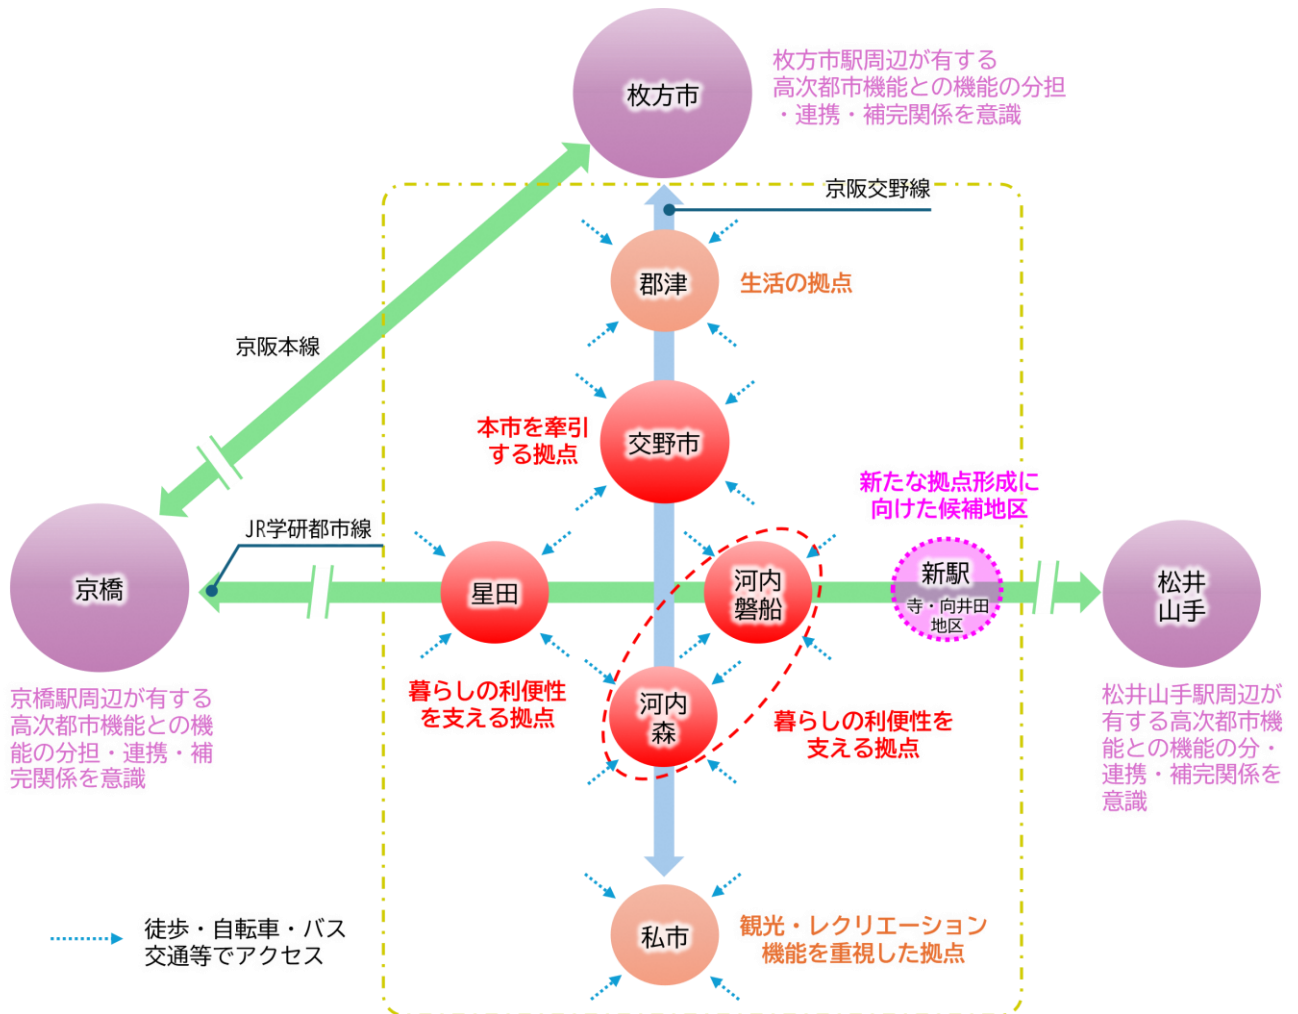 枚方市
枚方市駅周辺が有する
高次都市機能との機能の分担
・連携・補完関係を意識
京阪交野線
郡津
生活の拠点
京阪本線
本市を牽引
する拠点
交野市
新たな拠点形成に
向けた候補地区
JR学研都市線
京橋
星田
河内
磐船
新駅
寺・向井田
地区
松井
山手
京橋駅周辺が有する
高次都市機能との機
能の分担・連携・補
完関係を意識
暮らしの利便性
を支える拠点
河内
森
暮らしの利便性を
支える拠点
松井山手駅周辺が
有する高次都市機
能との機能の分・
連携・補完関係を
意識
私市
観光・レクリエーション
機能を重視した拠点
徒歩・自転車・バス
交通等でアクセス